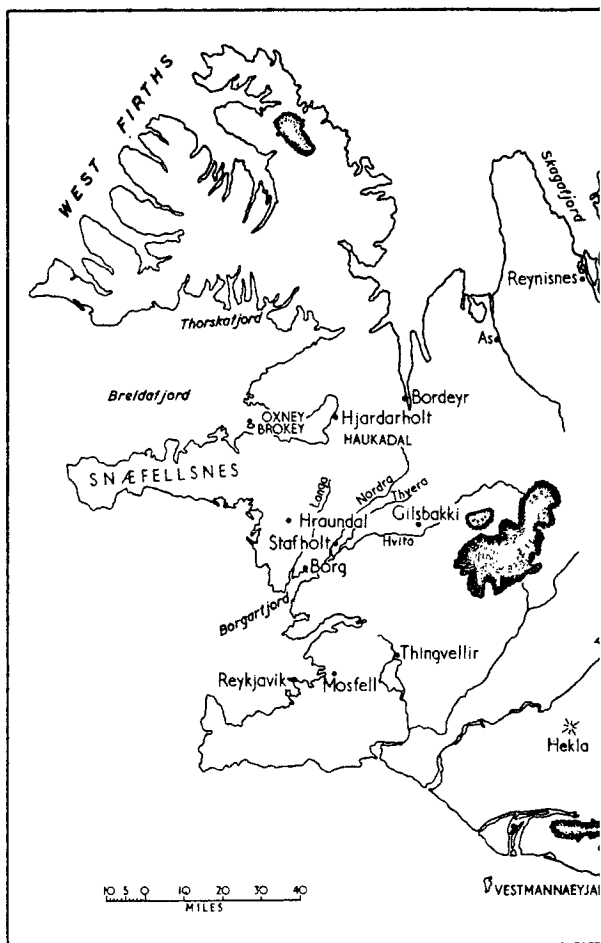 WEST FIRTHS
Skagafjord
Reynisnes
Thorskafjord
As
Breidafjord
Bordeyr
OXNEY
BROKEY
Hjardarholt
HAUKADAL
SNÆFELLSNES
Langa
Nordra
Thvera
Hraundal
Gilsbakki
Stafholt
Hvita
Borg
Borgarfjord
Thingvellir
Reykjavik
Mosfell
Hekla
10 5 0 10 20 30 40
MILES
VESTMANNAEYJAR